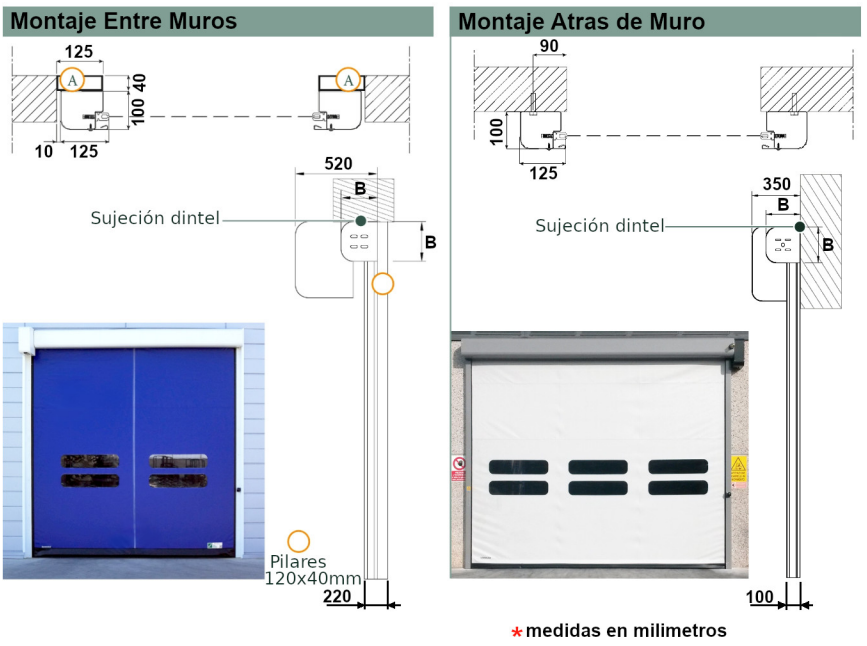 Montaje Entre Muros
125
A
A
40
100
10
125
520
B
Sujeción dintel
B
Pilares
120x40mm
220
Montaje Atras de Muro
90
100
125
350
B
Sujeción dintel
B
100
*medidas en milimetros